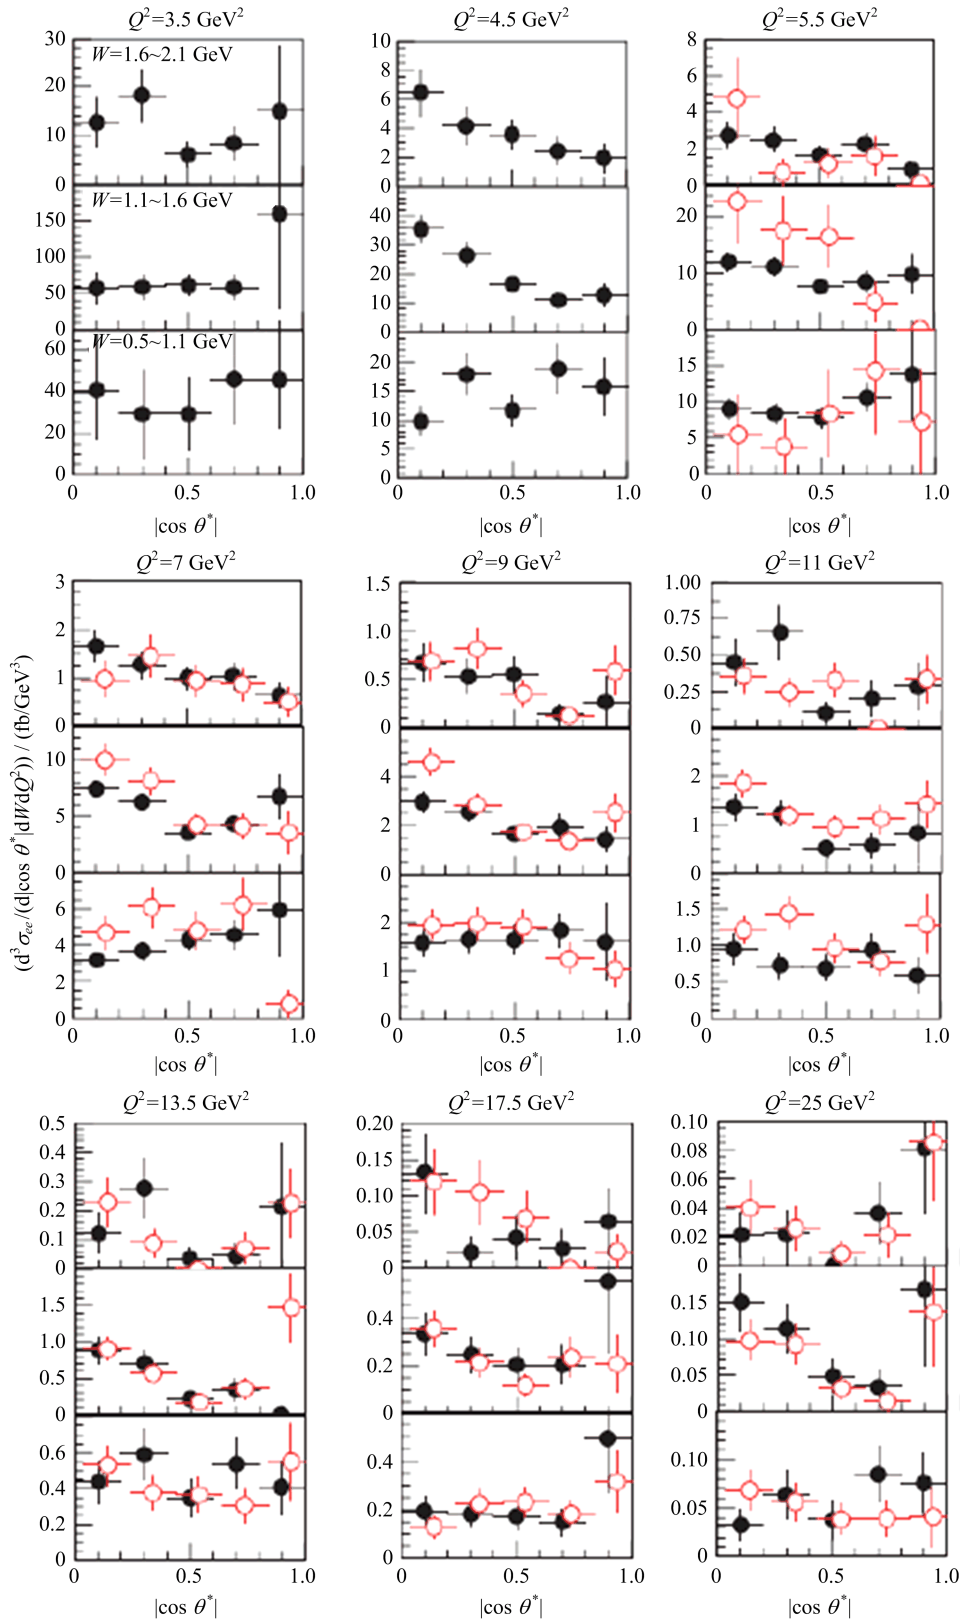 Q²=3.5 GeV² Q²=4.5 GeV² Q²=5.5 GeV²
30 10 8
W=1.6~2.1 GeV
8 6
20
6 4
10 4
2 2
0 0 0
W=1.1~1.6 GeV
150 40 20
100 30
20 10
50 10
0 0 0
W=0.5~1.1 GeV
60 20 15
40 15 10
10
20 5 5
0 0 0
0 0.5 1.0 0 0.5 1.0 0 0.5 1.0
|cos θ*| |cos θ*| |cos θ*|
(d³σee/(d|cos θ*|dWdQ²)) / (fb/GeV³)
Q²=7 GeV² Q²=9 GeV² Q²=11 GeV²
3 1.5 1.00
2 1.0 0.75
0.50
1 0.5 0.25
0 0 0
10 4 2
5 2 1
0 0 0
6 2 1.5
4 1.0
2 1 0.5
0 0 0
0 0.5 1.0 0 0.5 1.0 0 0.5 1.0
|cos θ*| |cos θ*| |cos θ*|
Q²=13.5 GeV² Q²=17.5 GeV² Q²=25 GeV²
0.5 0.20 0.10
0.4 0.15 0.08
0.3 0.06
0.2 0.10 0.04
0.1 0.05 0.02
0 0 0
1.5 0.15
1.0 0.4 0.10
0.5 0.2 0.05
0 0 0
0.6 0.4 0.10
0.4
0.2 0.2 0.05
0 0 0
0 0.5 1.0 0 0.5 1.0 0 0.5 1.0
|cos θ*| |cos θ*| |cos θ*|